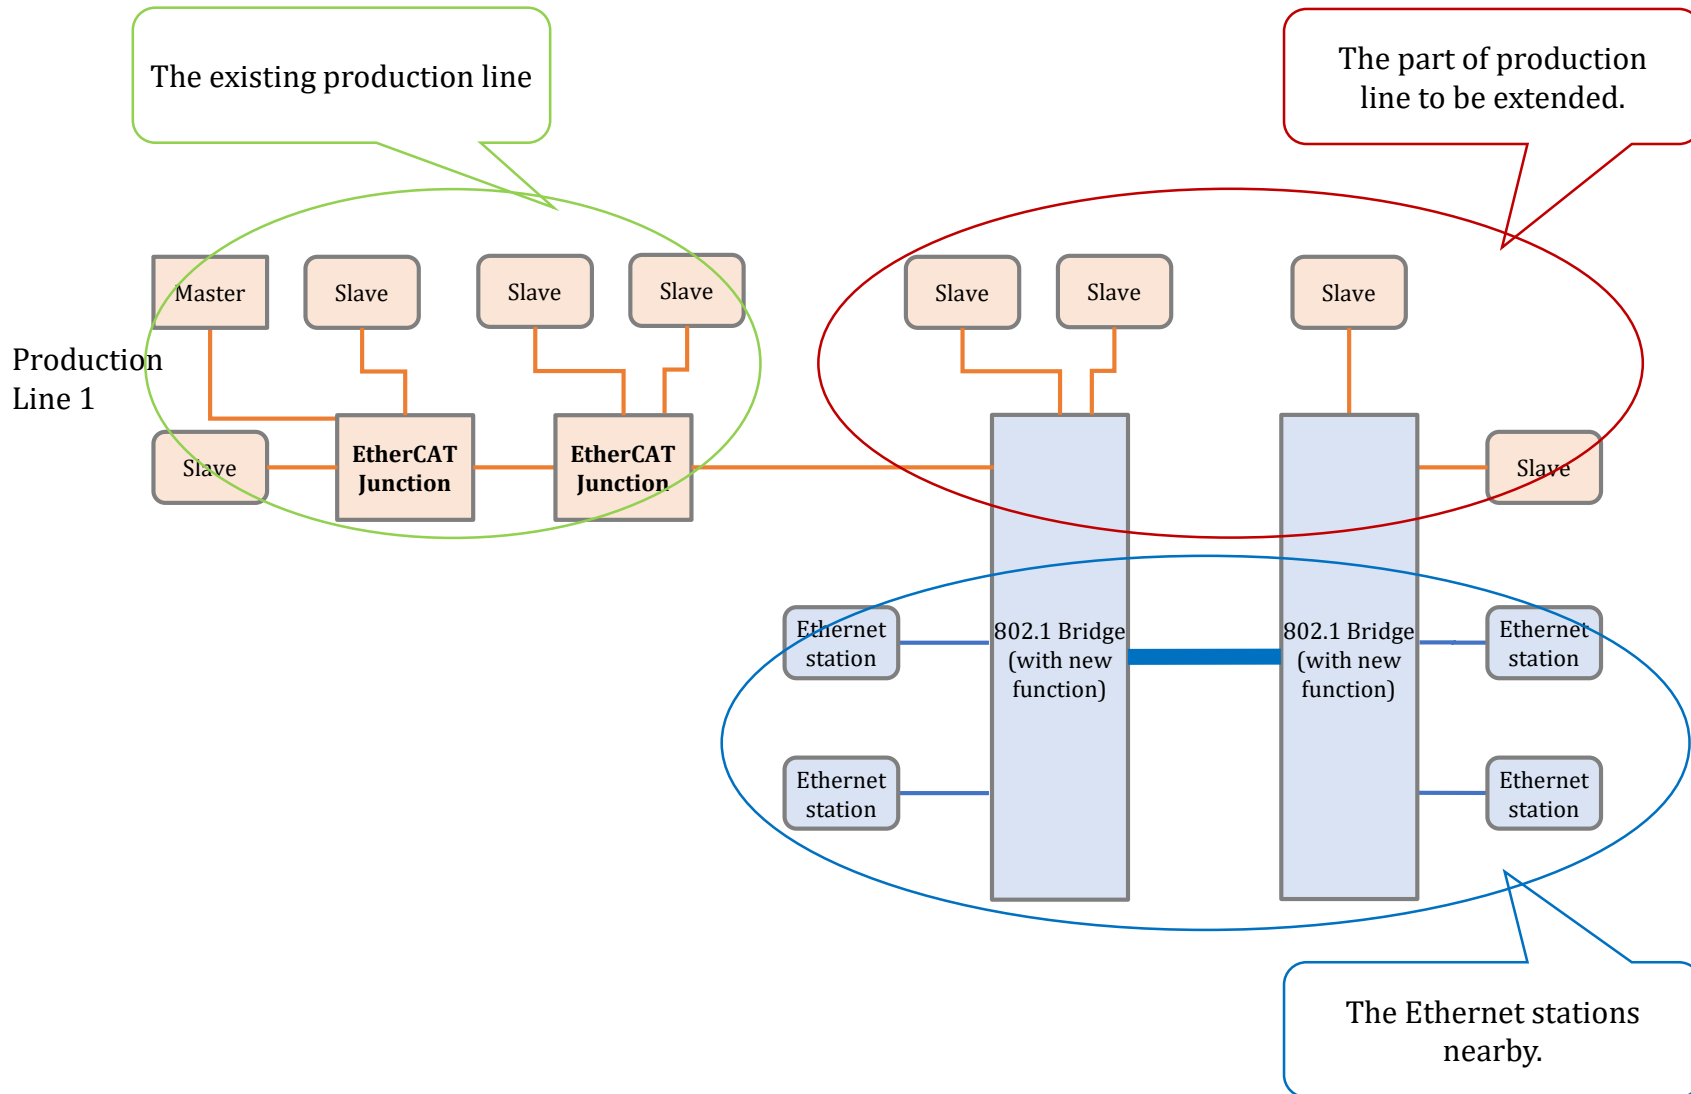 The existing production line
The part of production
line to be extended.
Master
Slave
Slave
Slave
Slave
Slave
Slave
Production
Line 1
Slave
EtherCAT
Junction
EtherCAT
Junction
Slave
Ethernet
station
802.1 Bridge
(with new
function)
802.1 Bridge
(with new
function)
Ethernet
station
Ethernet
station
Ethernet
station
The Ethernet stations
nearby.